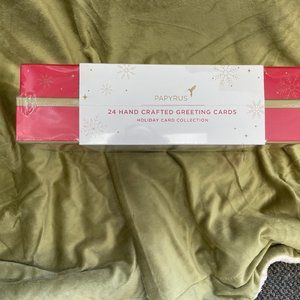 PAPYRUS
24 HAND CRAFTED GREETING CARDS
HOLIDAY CARD COLLECTION